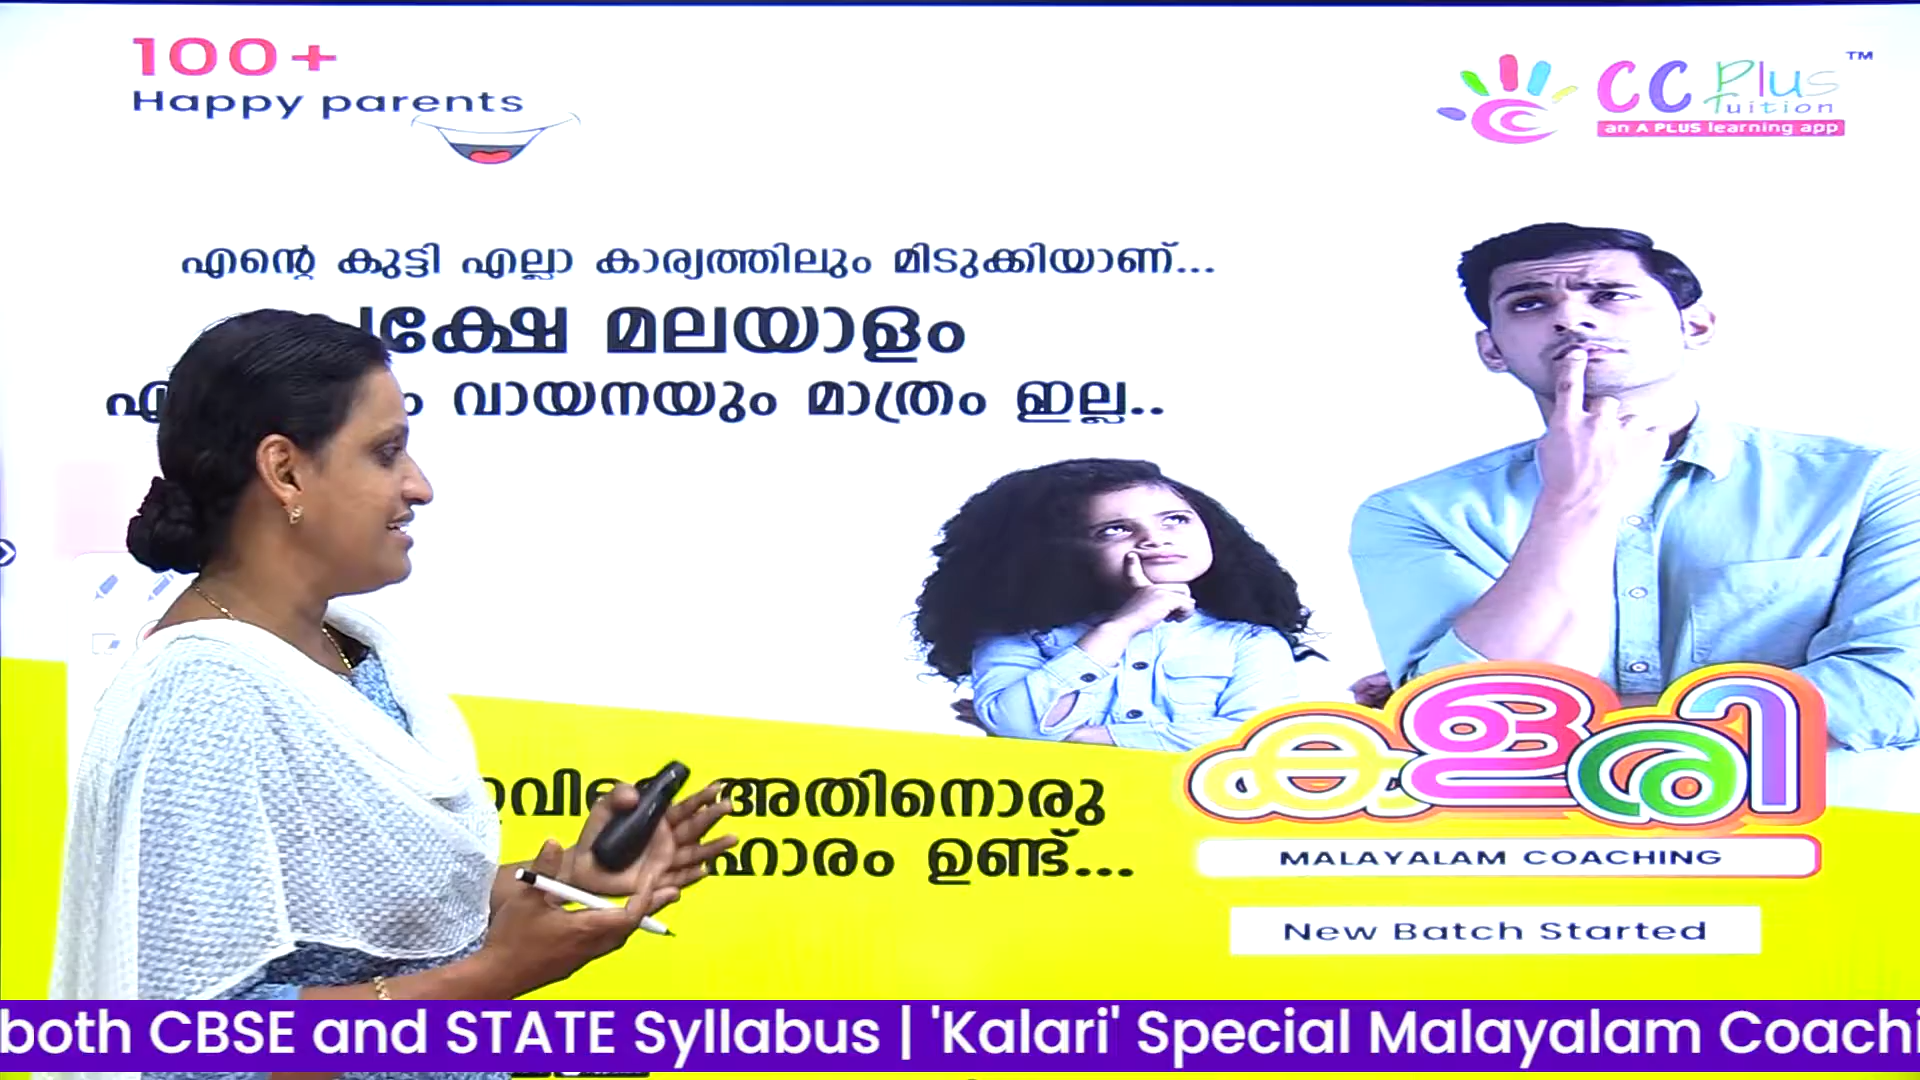 100+
Happy parents
CC Plus
Tuition
TM
an A PLUS learning app
എന്റെ കുട്ടി എല്ലാ കാര്യത്തിലും മിടുക്കിയാണ്...
മലയാളം
വായനയും മാത്രം ഇല്ല..
അതിനൊരു
ഉണ്ട്...
കളരി
MALAYALAM COACHING
New Batch Started
both CBSE and STATE Syllabus | 'Kalari' Special Malayalam Coachi